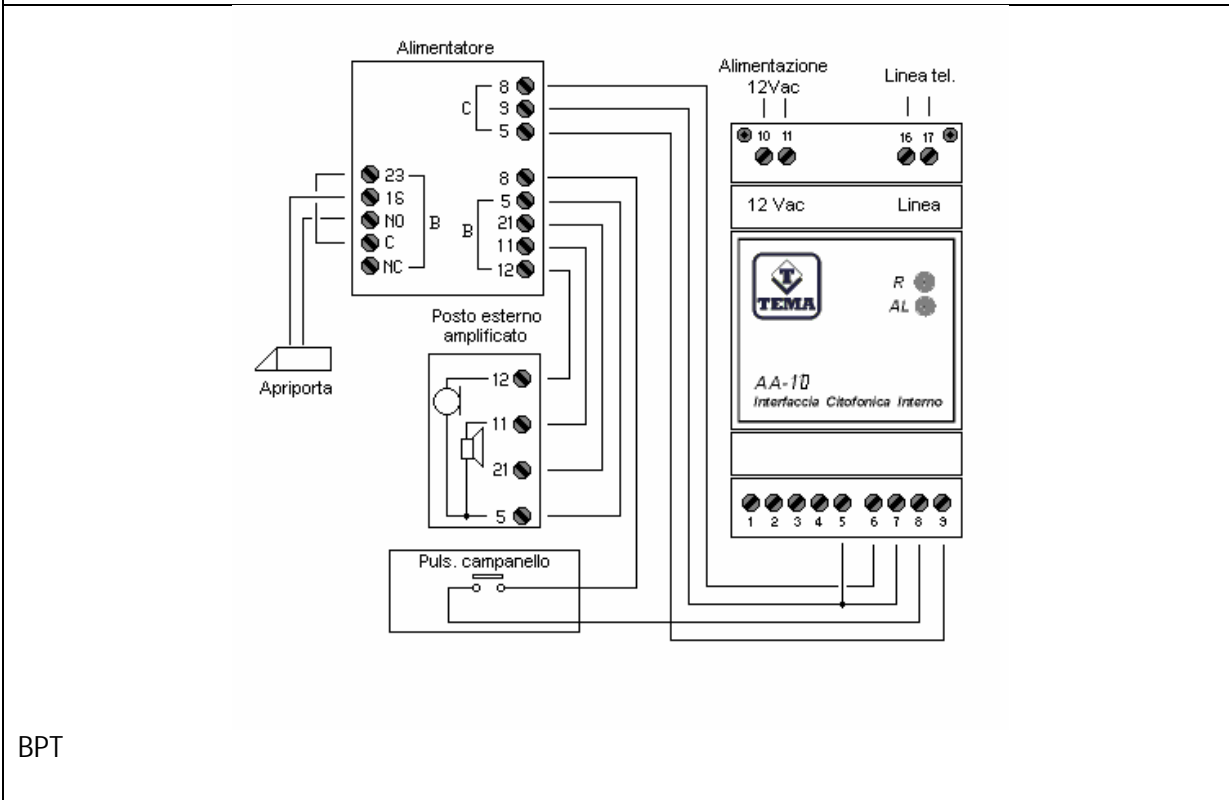 Alimentatore
C
8
9
5
23
16
NO
C
NC
B
8
5
21
11
12
B
Posto esterno
amplificato
12
11
21
5
Apriporta
Puls. campanello
Alimentazione
12Vac
Linea tel.
10 11
16 17
12 Vac
Linea
T
TEMA
R
AL
AA-10
Interfaccia Citofonica Interno
1 2 3 4 5 6 7 8 9
BPT